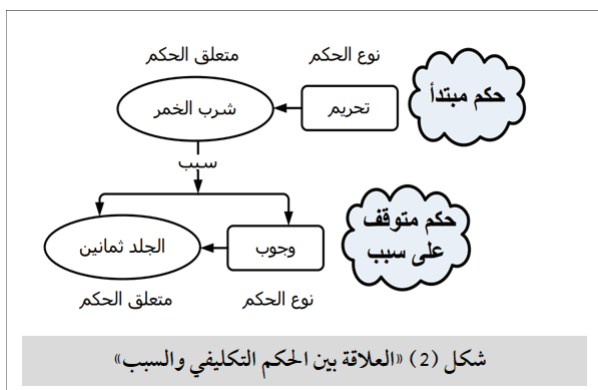 نوع الحكم
متعلق الحكم
حكم مبتدأ
تحريم
شرب الخمر
سبب
حكم متوقف
على سبب
وجوب
الجلد ثمانين
نوع الحكم
متعلق الحكم
شكل (2) «العلاقة بين الحكم التكليفي والسبب»